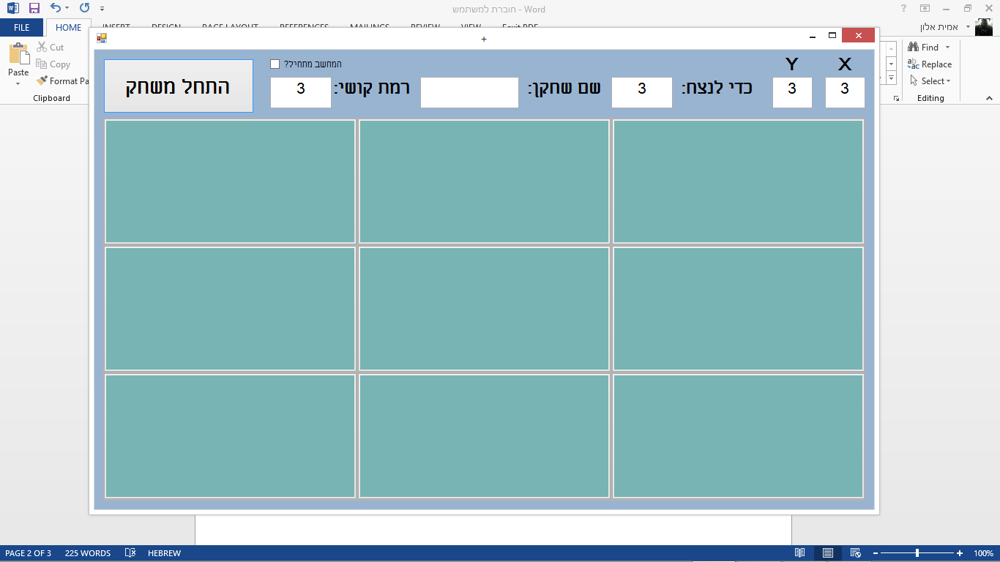 חוברת למשתמש - Word
FILE
HOME
INSERT
DESIGN
PAGE LAYOUT
REFERENCES
MAILINGS
REVIEW
VIEW
Foxit PDF
אמית אלון
Cut
Copy
Format Pa
Paste
Clipboard
Find
Replace
Select
Editing
התחל משחק
המחשב מתחיל?
רמת קושי: 3
שם שחקן:
כדי לנצח: 3
Y
X
3
3
PAGE 2 OF 3
225 WORDS
HEBREW
100%